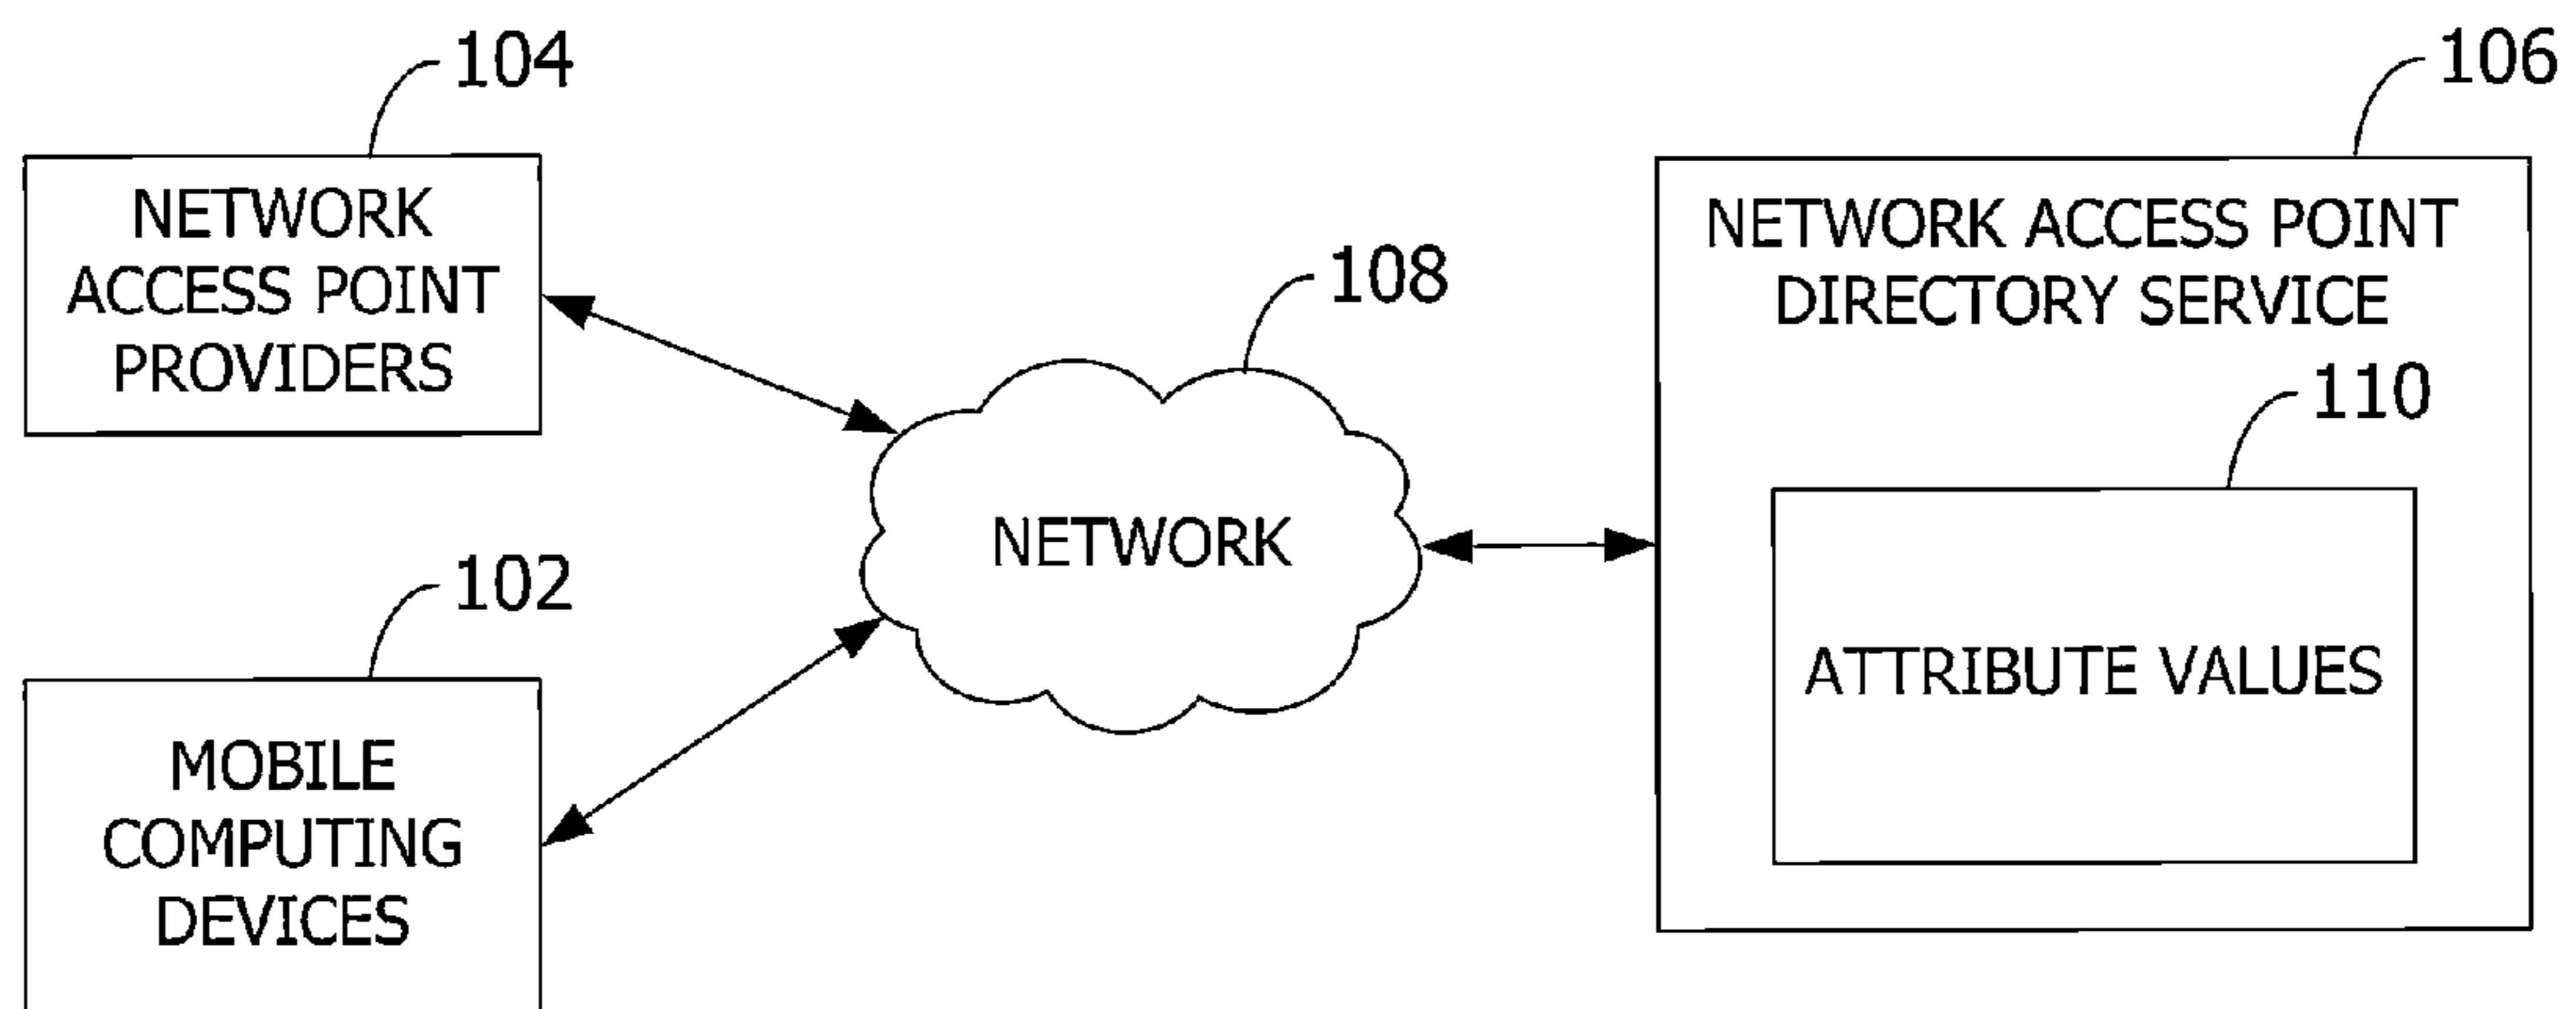 104
NETWORK
ACCESS POINT
PROVIDERS
102
MOBILE
COMPUTING
DEVICES
108
NETWORK
106
NETWORK ACCESS POINT
DIRECTORY SERVICE
110
ATTRIBUTE VALUES